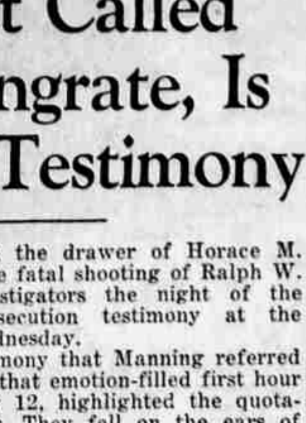 t Called
ngrate, Is
Testimony
the drawer of Horace M.
e fatal shooting of Ralph W.
stigators the night of the
secution testimony at the
dnesday.
mony that Manning referred
that emotion-filled first hour
12, highlighted the quota-
They fell on the ears of